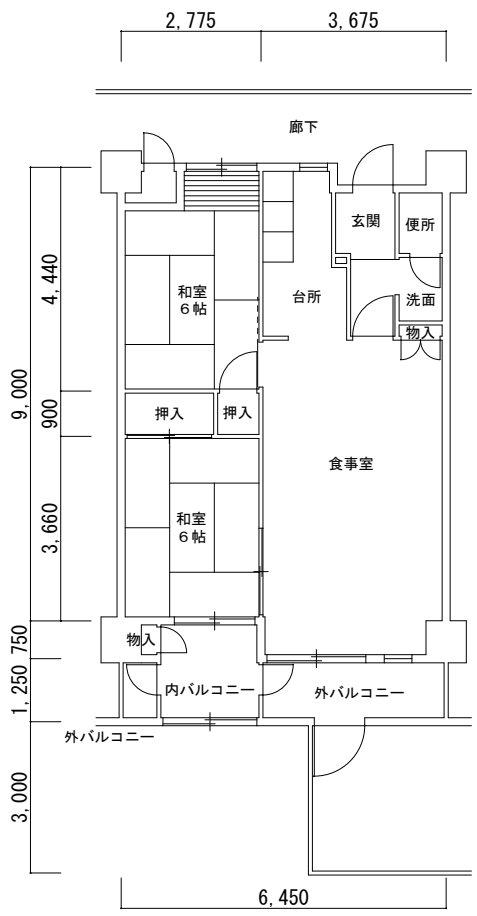 2,775
3,675
廊下
玄関
便所
4,440
和室
6帖
台所
洗面
物入
9,000
900
押入
押入
食事室
3,660
和室
6帖
750
物入
1,250
内バルコニー
外バルコニー
外バルコニー
3,000
6,450